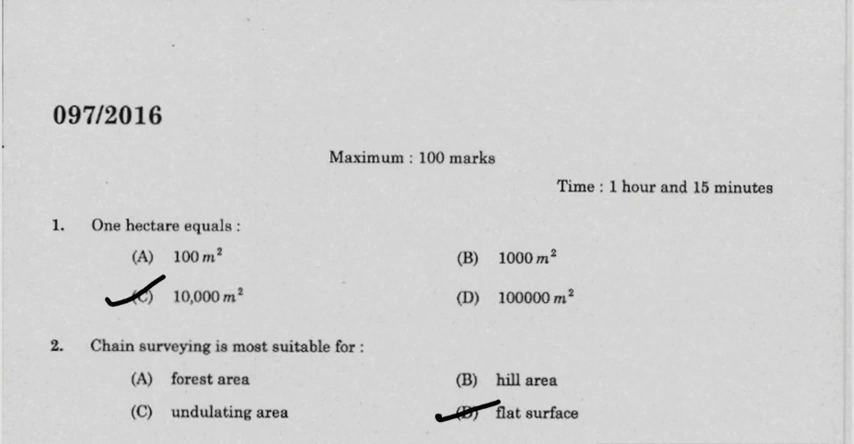 097/2016
Maximum : 100 marks
Time : 1 hour and 15 minutes
1. One hectare equals :
(A) 100 m² (B) 1000 m²
(C) 10,000 m² (D) 100000 m²
2. Chain surveying is most suitable for :
(A) forest area (B) hill area
(C) undulating area (D) flat surface